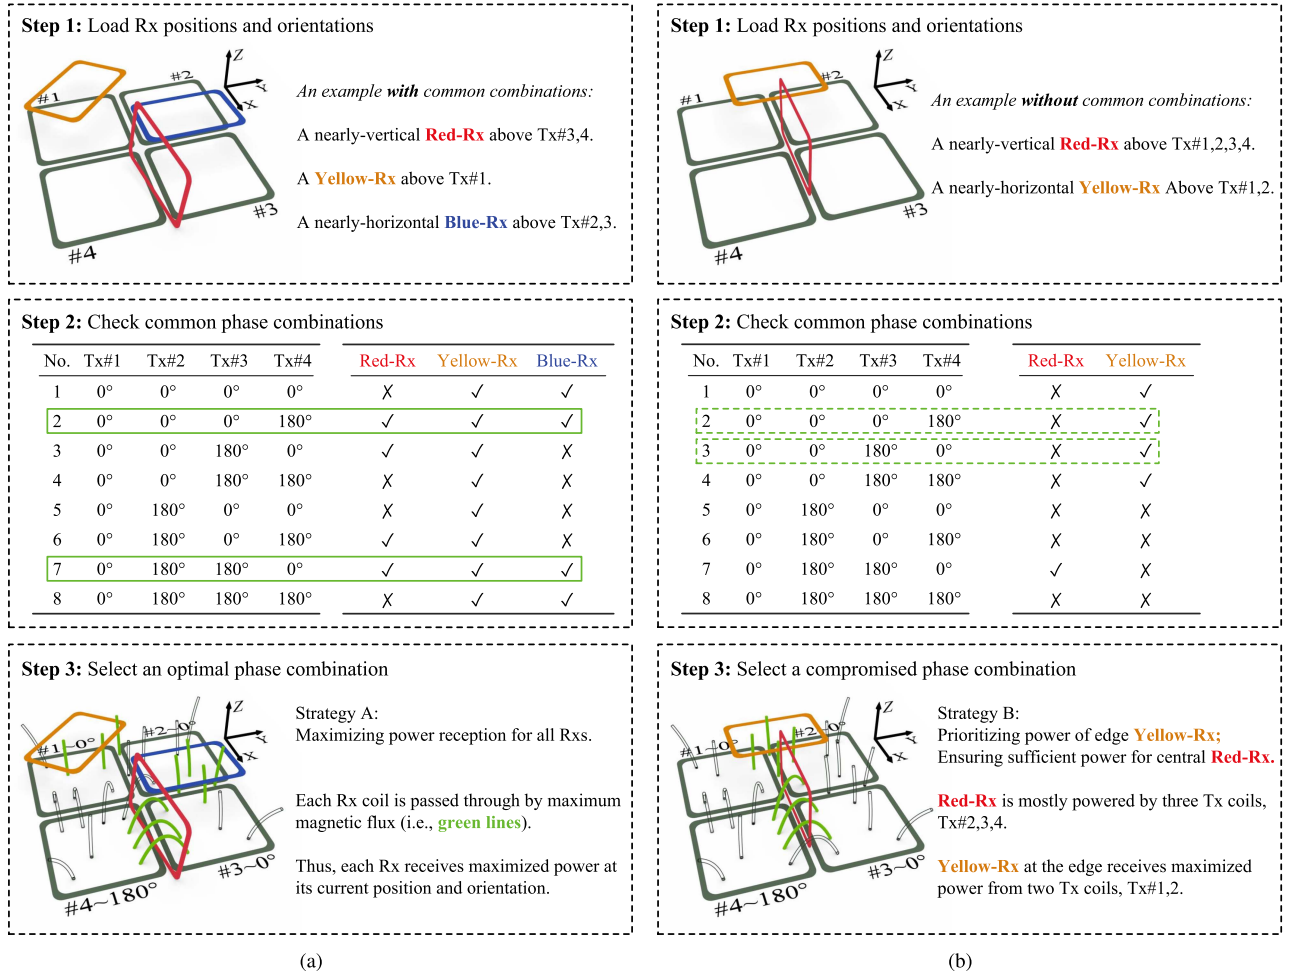 Step 1: Load Rx positions and orientations
#1
#2
#3
#4
Z
Y
X
An example with common combinations:
A nearly-vertical Red-Rx above Tx#3,4.
A Yellow-Rx above Tx#1.
A nearly-horizontal Blue-Rx above Tx#2,3.
Step 2: Check common phase combinations
No. Tx#1 Tx#2 Tx#3 Tx#4 Red-Rx Yellow-Rx Blue-Rx
1 0° 0° 0° 0° ✗ ✓ ✓
2 0° 0° 0° 180° ✓ ✓ ✓
3 0° 0° 180° 0° ✓ ✓ ✗
4 0° 0° 180° 180° ✗ ✓ ✗
5 0° 180° 0° 0° ✗ ✓ ✗
6 0° 180° 0° 180° ✓ ✓ ✗
7 0° 180° 180° 0° ✓ ✓ ✓
8 0° 180° 180° 180° ✗ ✓ ✓
Step 3: Select an optimal phase combination
#1~0°
#2~0°
#3~0°
#4~180°
Z
Y
X
Strategy A:
Maximizing power reception for all Rxs.
Each Rx coil is passed through by maximum
magnetic flux (i.e., green lines).
Thus, each Rx receives maximized power at
its current position and orientation.
(a)
Step 1: Load Rx positions and orientations
#1
#2
#3
#4
Z
Y
X
An example without common combinations:
A nearly-vertical Red-Rx above Tx#1,2,3,4.
A nearly-horizontal Yellow-Rx Above Tx#1,2.
Step 2: Check common phase combinations
No. Tx#1 Tx#2 Tx#3 Tx#4 Red-Rx Yellow-Rx
1 0° 0° 0° 0° ✗ ✓
2 0° 0° 0° 180° ✗ ✓
3 0° 0° 180° 0° ✗ ✓
4 0° 0° 180° 180° ✗ ✓
5 0° 180° 0° 0° ✗ ✗
6 0° 180° 0° 180° ✗ ✗
7 0° 180° 180° 0° ✓ ✗
8 0° 180° 180° 180° ✗ ✗
Step 3: Select a compromised phase combination
#1~0°
#2~0°
#3~0°
#4~180°
Z
Y
X
Strategy B:
Prioritizing power of edge Yellow-Rx;
Ensuring sufficient power for central Red-Rx.
Red-Rx is mostly powered by three Tx coils,
Tx#2,3,4.
Yellow-Rx at the edge receives maximized
power from two Tx coils, Tx#1,2.
(b)